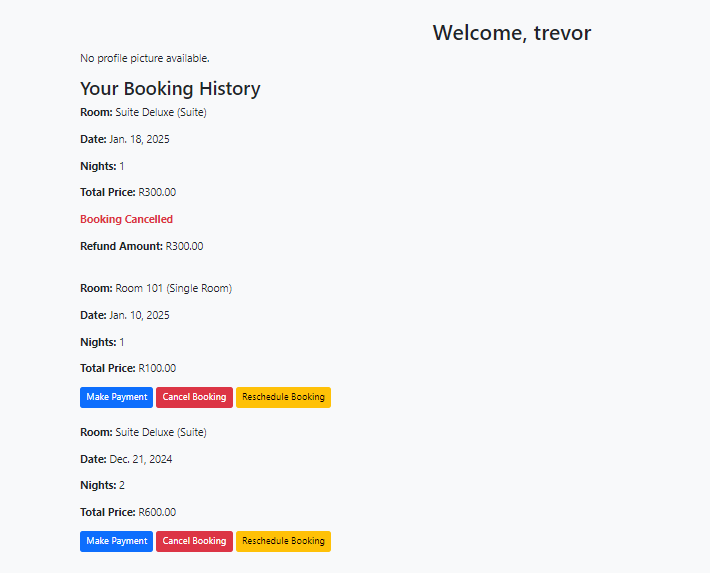 Welcome, trevor
No profile picture available.
Your Booking History
Room: Suite Deluxe (Suite)
Date: Jan. 18, 2025
Nights: 1
Total Price: R300.00
Booking Cancelled
Refund Amount: R300.00
Room: Room 101 (Single Room)
Date: Jan. 10, 2025
Nights: 1
Total Price: R100.00
Make Payment Cancel Booking Reschedule Booking
Room: Suite Deluxe (Suite)
Date: Dec. 21, 2024
Nights: 2
Total Price: R600.00
Make Payment Cancel Booking Reschedule Booking